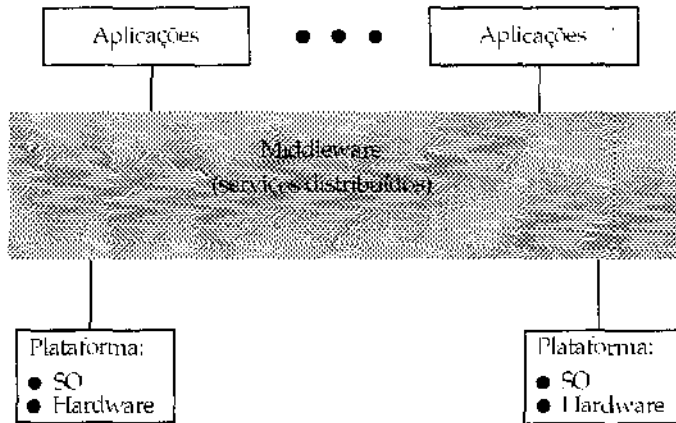 Aplicações • • • Aplicações
Middleware
(serviços distribuídos)
Plataforma: Plataforma:
• SO • SO
• Hardware • Hardware